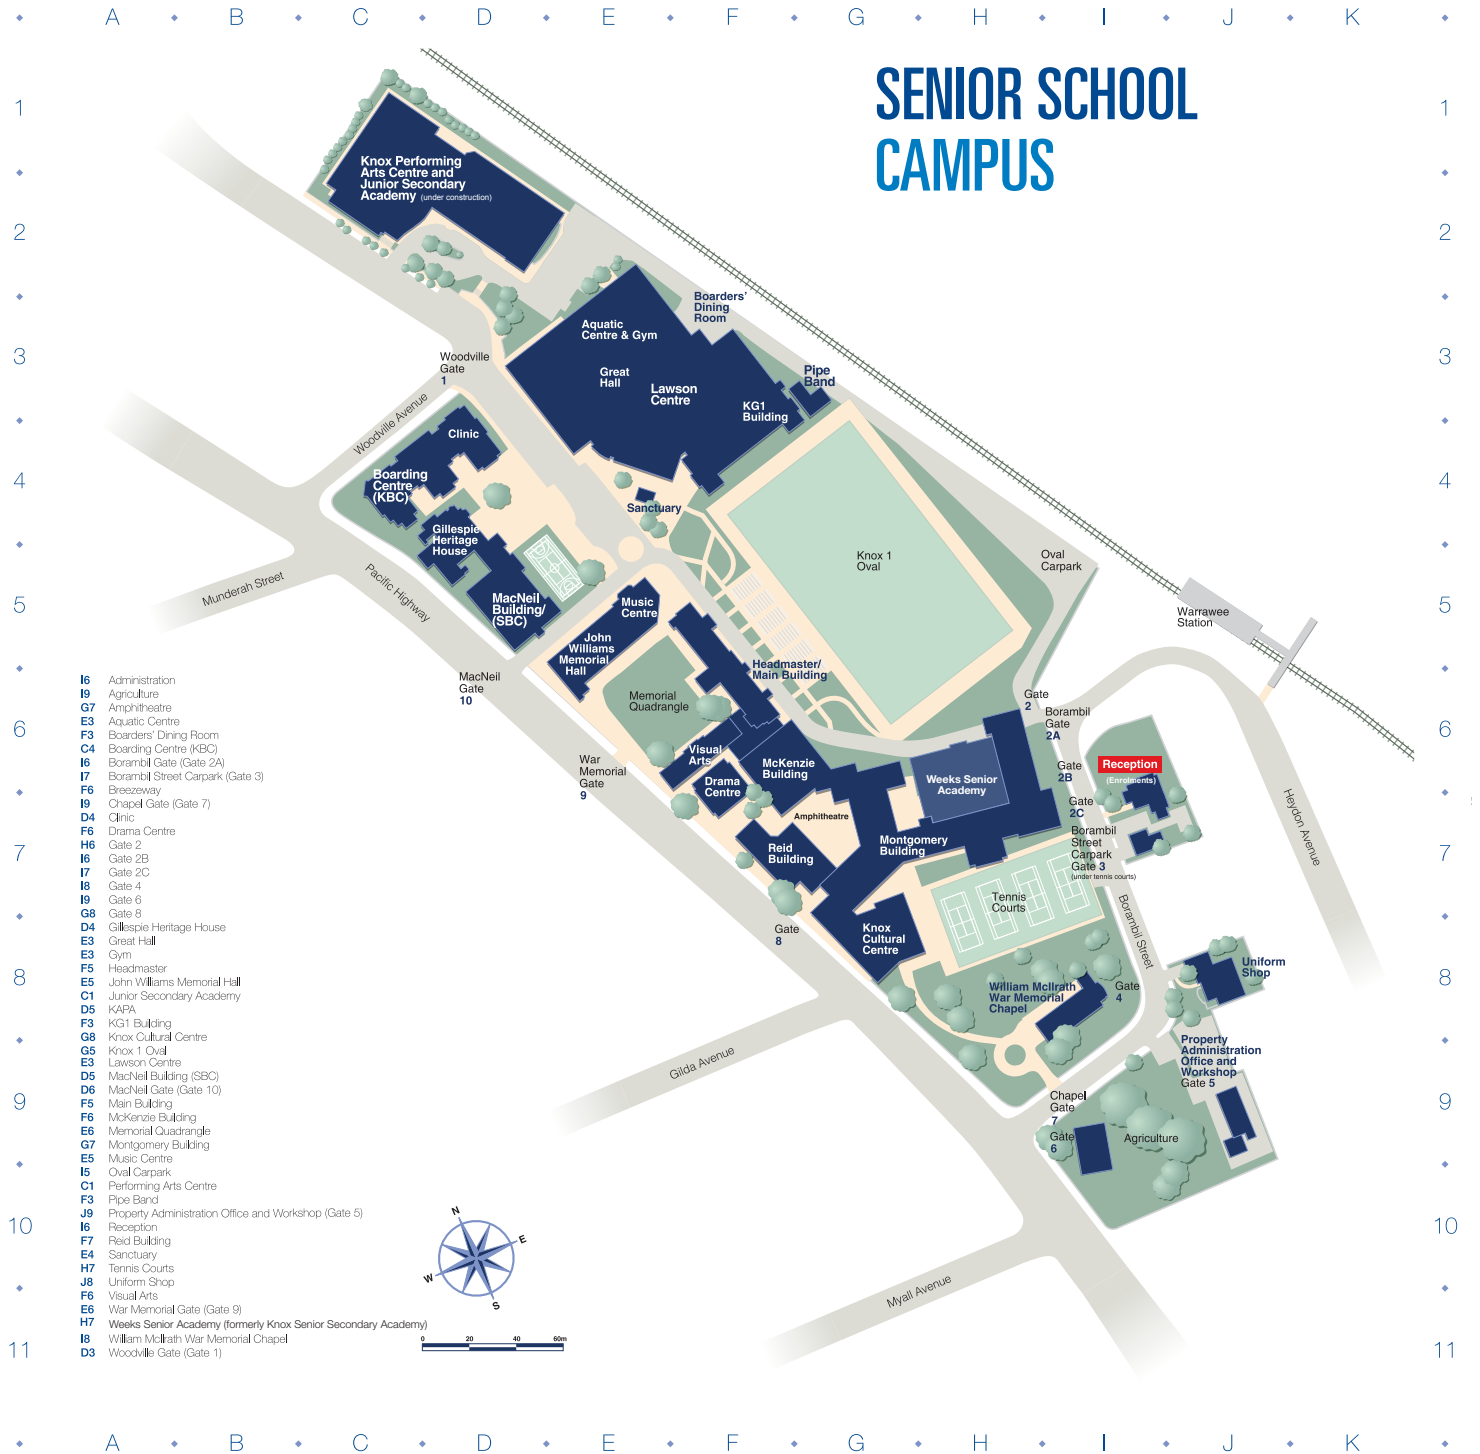 A B C D E F G H I J K
SENIOR SCHOOL
CAMPUS
1 1
2 2
3 3
4 4
5 5
6 6
7 7
8 8
9 9
10 10
11 11
Knox Performing
Arts Centre and
Junior Secondary
Academy (under construction)
Boarders'
Dining
Room
Aquatic
Centre & Gym
Great
Hall
Lawson
Centre
KG1
Building
Pipe
Band
Woodville
Gate
1
Woodville Avenue
Clinic
Boarding
Centre
(KBC)
Gillespie
Heritage
House
Sanctuary
Knox 1
Oval
Oval
Carpark
Munderah Street
Pacific Highway
MacNeil
Building/
(SBC)
Music
Centre
John
Williams
Memorial
Hall
Warrawee
Station
Headmaster/
Main Building
MacNeil
Gate
10
Memorial
Quadrangle
Gate
2
Borambil
Gate
2A
Visual
Arts
McKenzie
Building
War
Memorial
Gate
9
Drama
Centre
Weeks Senior
Academy
Gate
2B
Reception
(Enrolments)
Gate
2C
Amphitheatre
Heydon Avenue
Reid
Building
Montgomery
Building
Borambil
Street
Carpark
Gate 3
(under tennis courts)
Tennis
Courts
Gate
8
Knox
Cultural
Centre
Borambil Street
Uniform
Shop
William McIlrath
War Memorial
Chapel
Gate
4
Gilda Avenue
Property
Administration
Office and
Workshop
Gate 5
Chapel
Gate
7
Gate
6
Agriculture
Myall Avenue
I6 Administration
I9 Agriculture
G7 Amphitheatre
E3 Aquatic Centre
F3 Boarders' Dining Room
C4 Boarding Centre (KBC)
I6 Borambil Gate (Gate 2A)
I7 Borambil Street Carpark (Gate 3)
F6 Breezeway
I9 Chapel Gate (Gate 7)
D4 Clinic
F6 Drama Centre
H6 Gate 2
I6 Gate 2B
I7 Gate 2C
I8 Gate 4
I9 Gate 6
G8 Gate 8
D4 Gillespie Heritage House
E3 Great Hall
E3 Gym
F5 Headmaster
E5 John Williams Memorial Hall
C1 Junior Secondary Academy
D5 KAPA
F3 KG1 Building
G8 Knox Cultural Centre
G5 Knox 1 Oval
E3 Lawson Centre
D5 MacNeil Building (SBC)
D6 MacNeil Gate (Gate 10)
F5 Main Building
F6 McKenzie Building
E6 Memorial Quadrangle
G7 Montgomery Building
E5 Music Centre
I5 Oval Carpark
C1 Performing Arts Centre
F3 Pipe Band
J9 Property Administration Office and Workshop (Gate 5)
I6 Reception
F7 Reid Building
E4 Sanctuary
H7 Tennis Courts
J8 Uniform Shop
F6 Visual Arts
E6 War Memorial Gate (Gate 9)
H7 Weeks Senior Academy (formerly Knox Senior Secondary Academy)
I8 William McIlrath War Memorial Chapel
D3 Woodville Gate (Gate 1)
N
E
W
S
0 20 40 60m
A B C D E F G H I J K